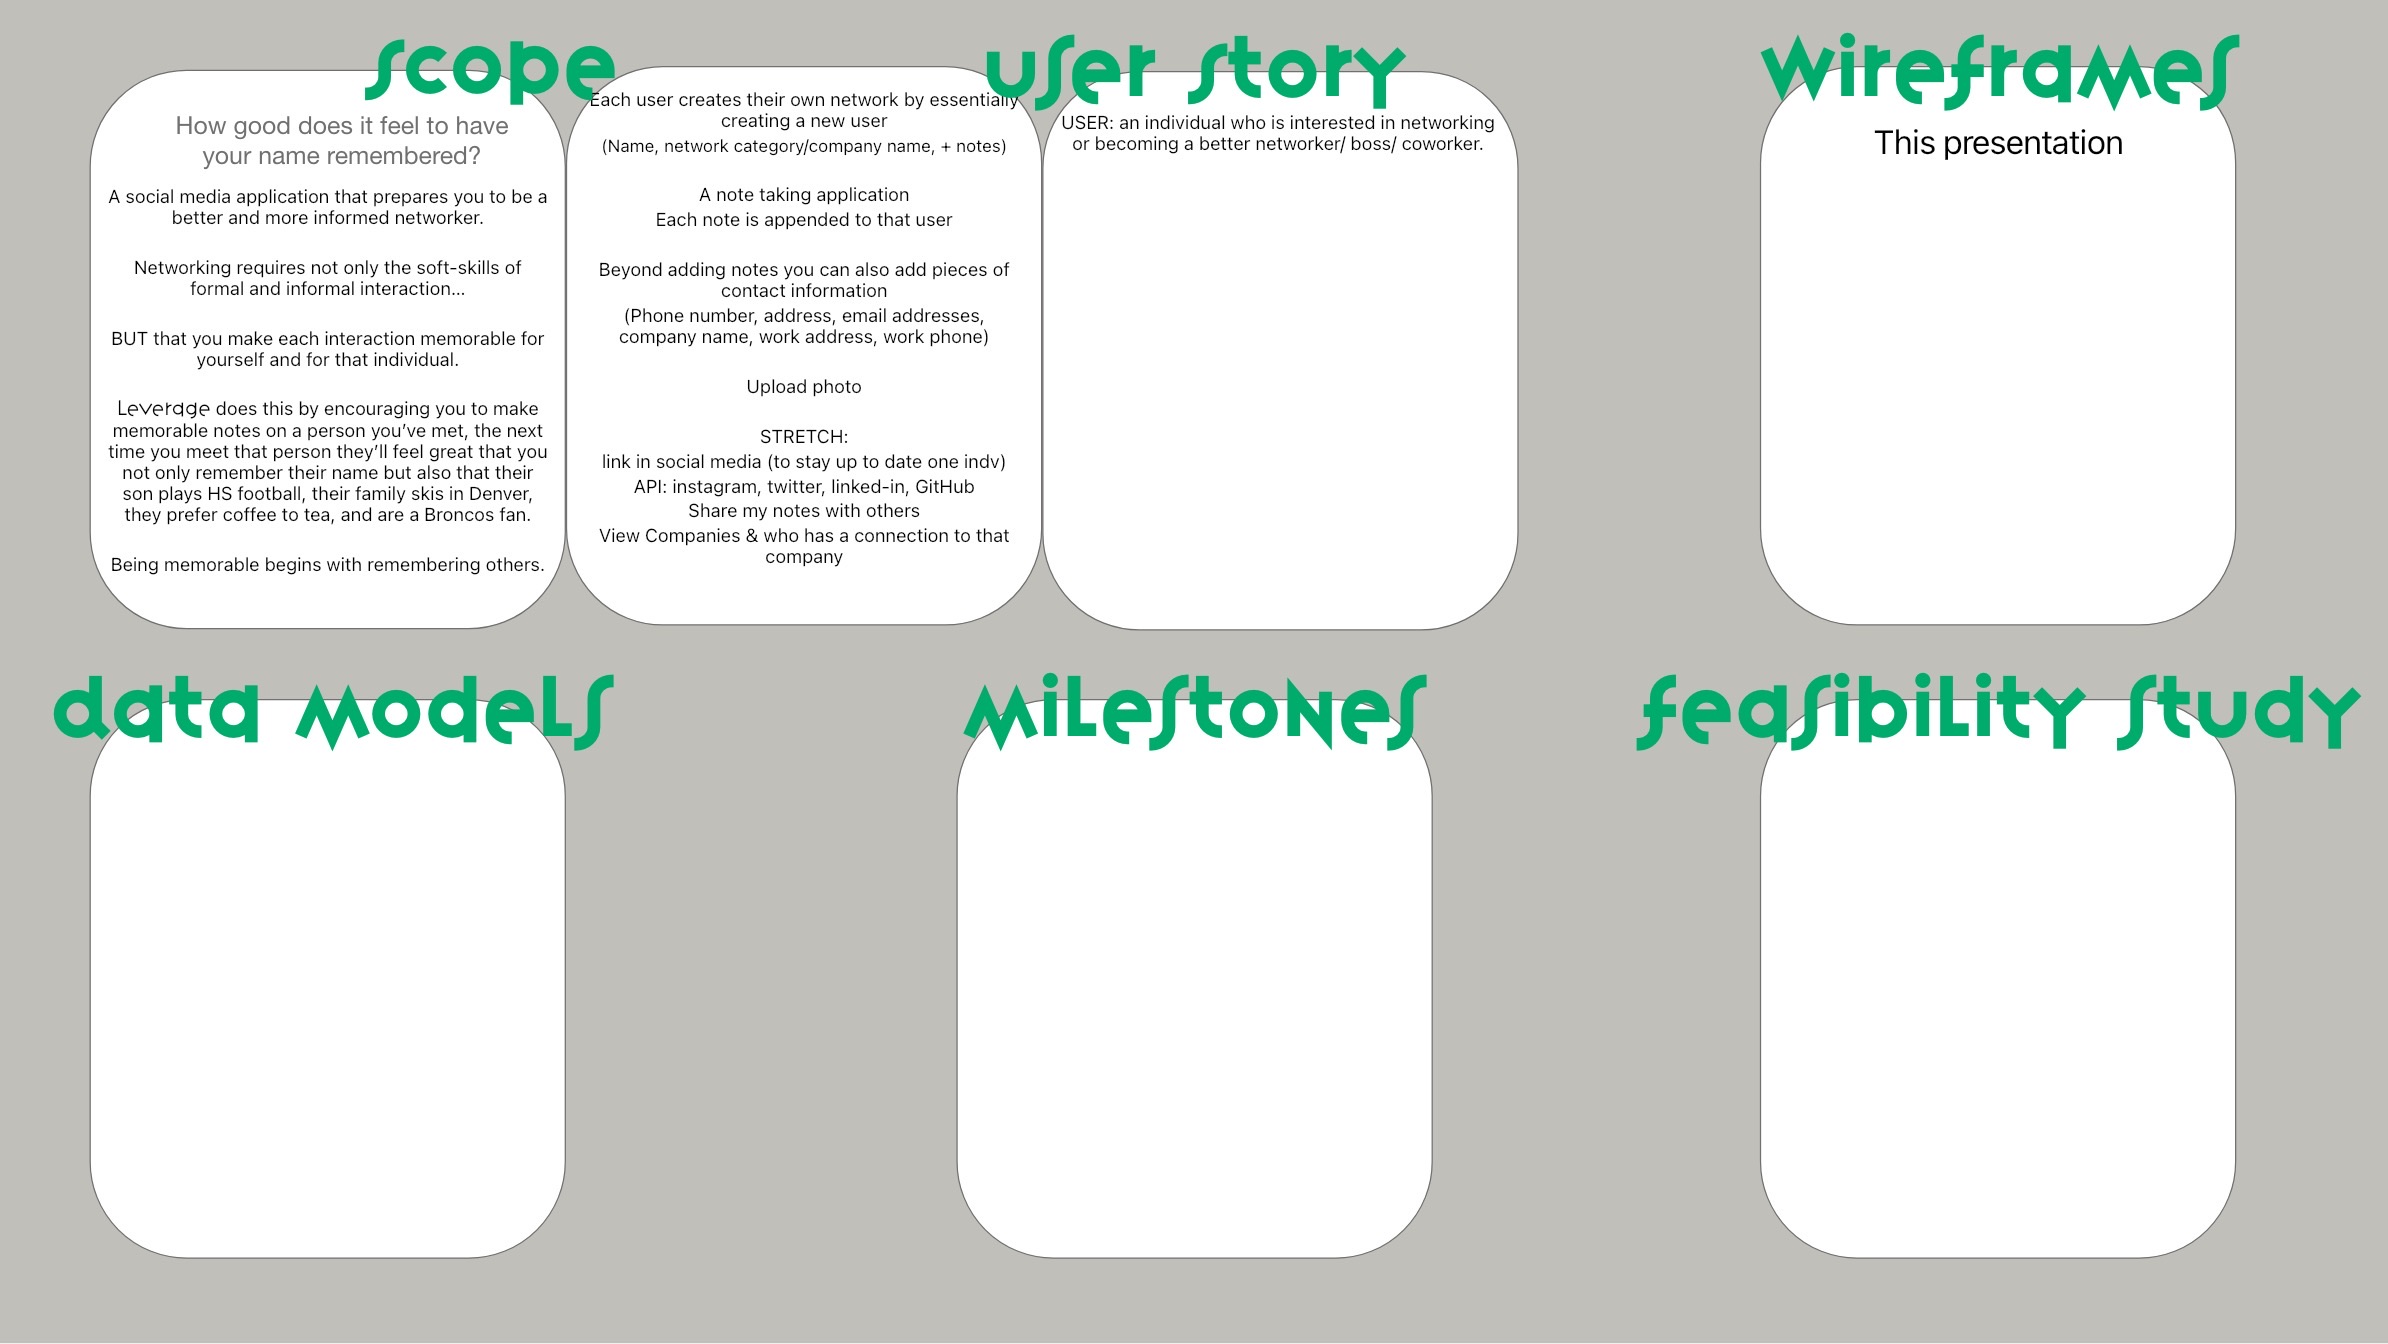 scope
How good does it feel to have
your name remembered?
A social media application that prepares you to be a
better and more informed networker.
Networking requires not only the soft-skills of
formal and informal interaction...
BUT that you make each interaction memorable for
yourself and for that individual.
Leverage does this by encouraging you to make
memorable notes on a person you’ve met, the next
time you meet that person they’ll feel great that you
not only remember their name but also that their
son plays HS football, their family skis in Denver,
they prefer coffee to tea, and are a Broncos fan.
Being memorable begins with remembering others.
Each user creates their own network by essentially
creating a new user
(Name, network category/company name, + notes)
A note taking application
Each note is appended to that user
Beyond adding notes you can also add pieces of
contact information
(Phone number, address, email addresses,
company name, work address, work phone)
Upload photo
STRETCH:
link in social media (to stay up to date one indv)
API: instagram, twitter, linked-in, GitHub
Share my notes with others
View Companies & who has a connection to that
company
user story
USER: an individual who is interested in networking
or becoming a better networker/ boss/ coworker.
Wireframes
This presentation
data Models
MiLestoNes
feasibiLity study